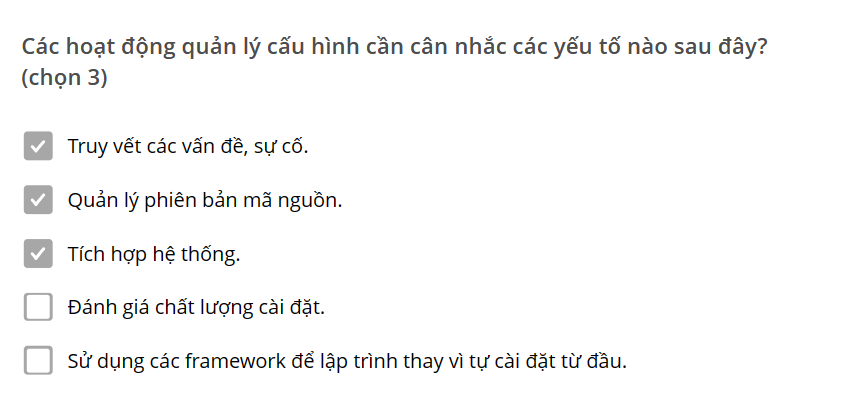 Các hoạt động quản lý cấu hình cần cân nhắc các yếu tố nào sau đây?
(chọn 3)
Truy vết các vấn đề, sự cố.
Quản lý phiên bản mã nguồn.
Tích hợp hệ thống.
Đánh giá chất lượng cài đặt.
Sử dụng các framework để lập trình thay vì tự cài đặt từ đầu.